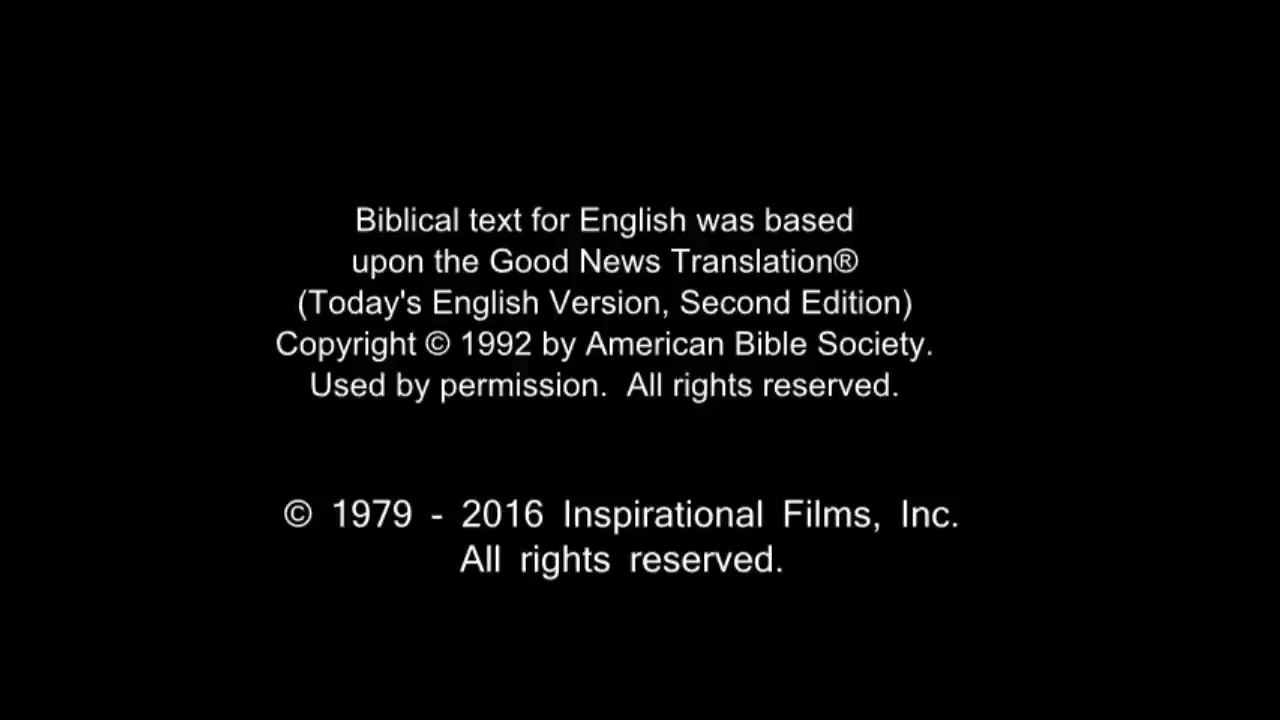 Biblical text for English was based
upon the Good News Translation®
(Today's English Version, Second Edition)
Copyright © 1992 by American Bible Society.
Used by permission.  All rights reserved.
© 1979 - 2016 Inspirational Films, Inc.
All rights reserved.